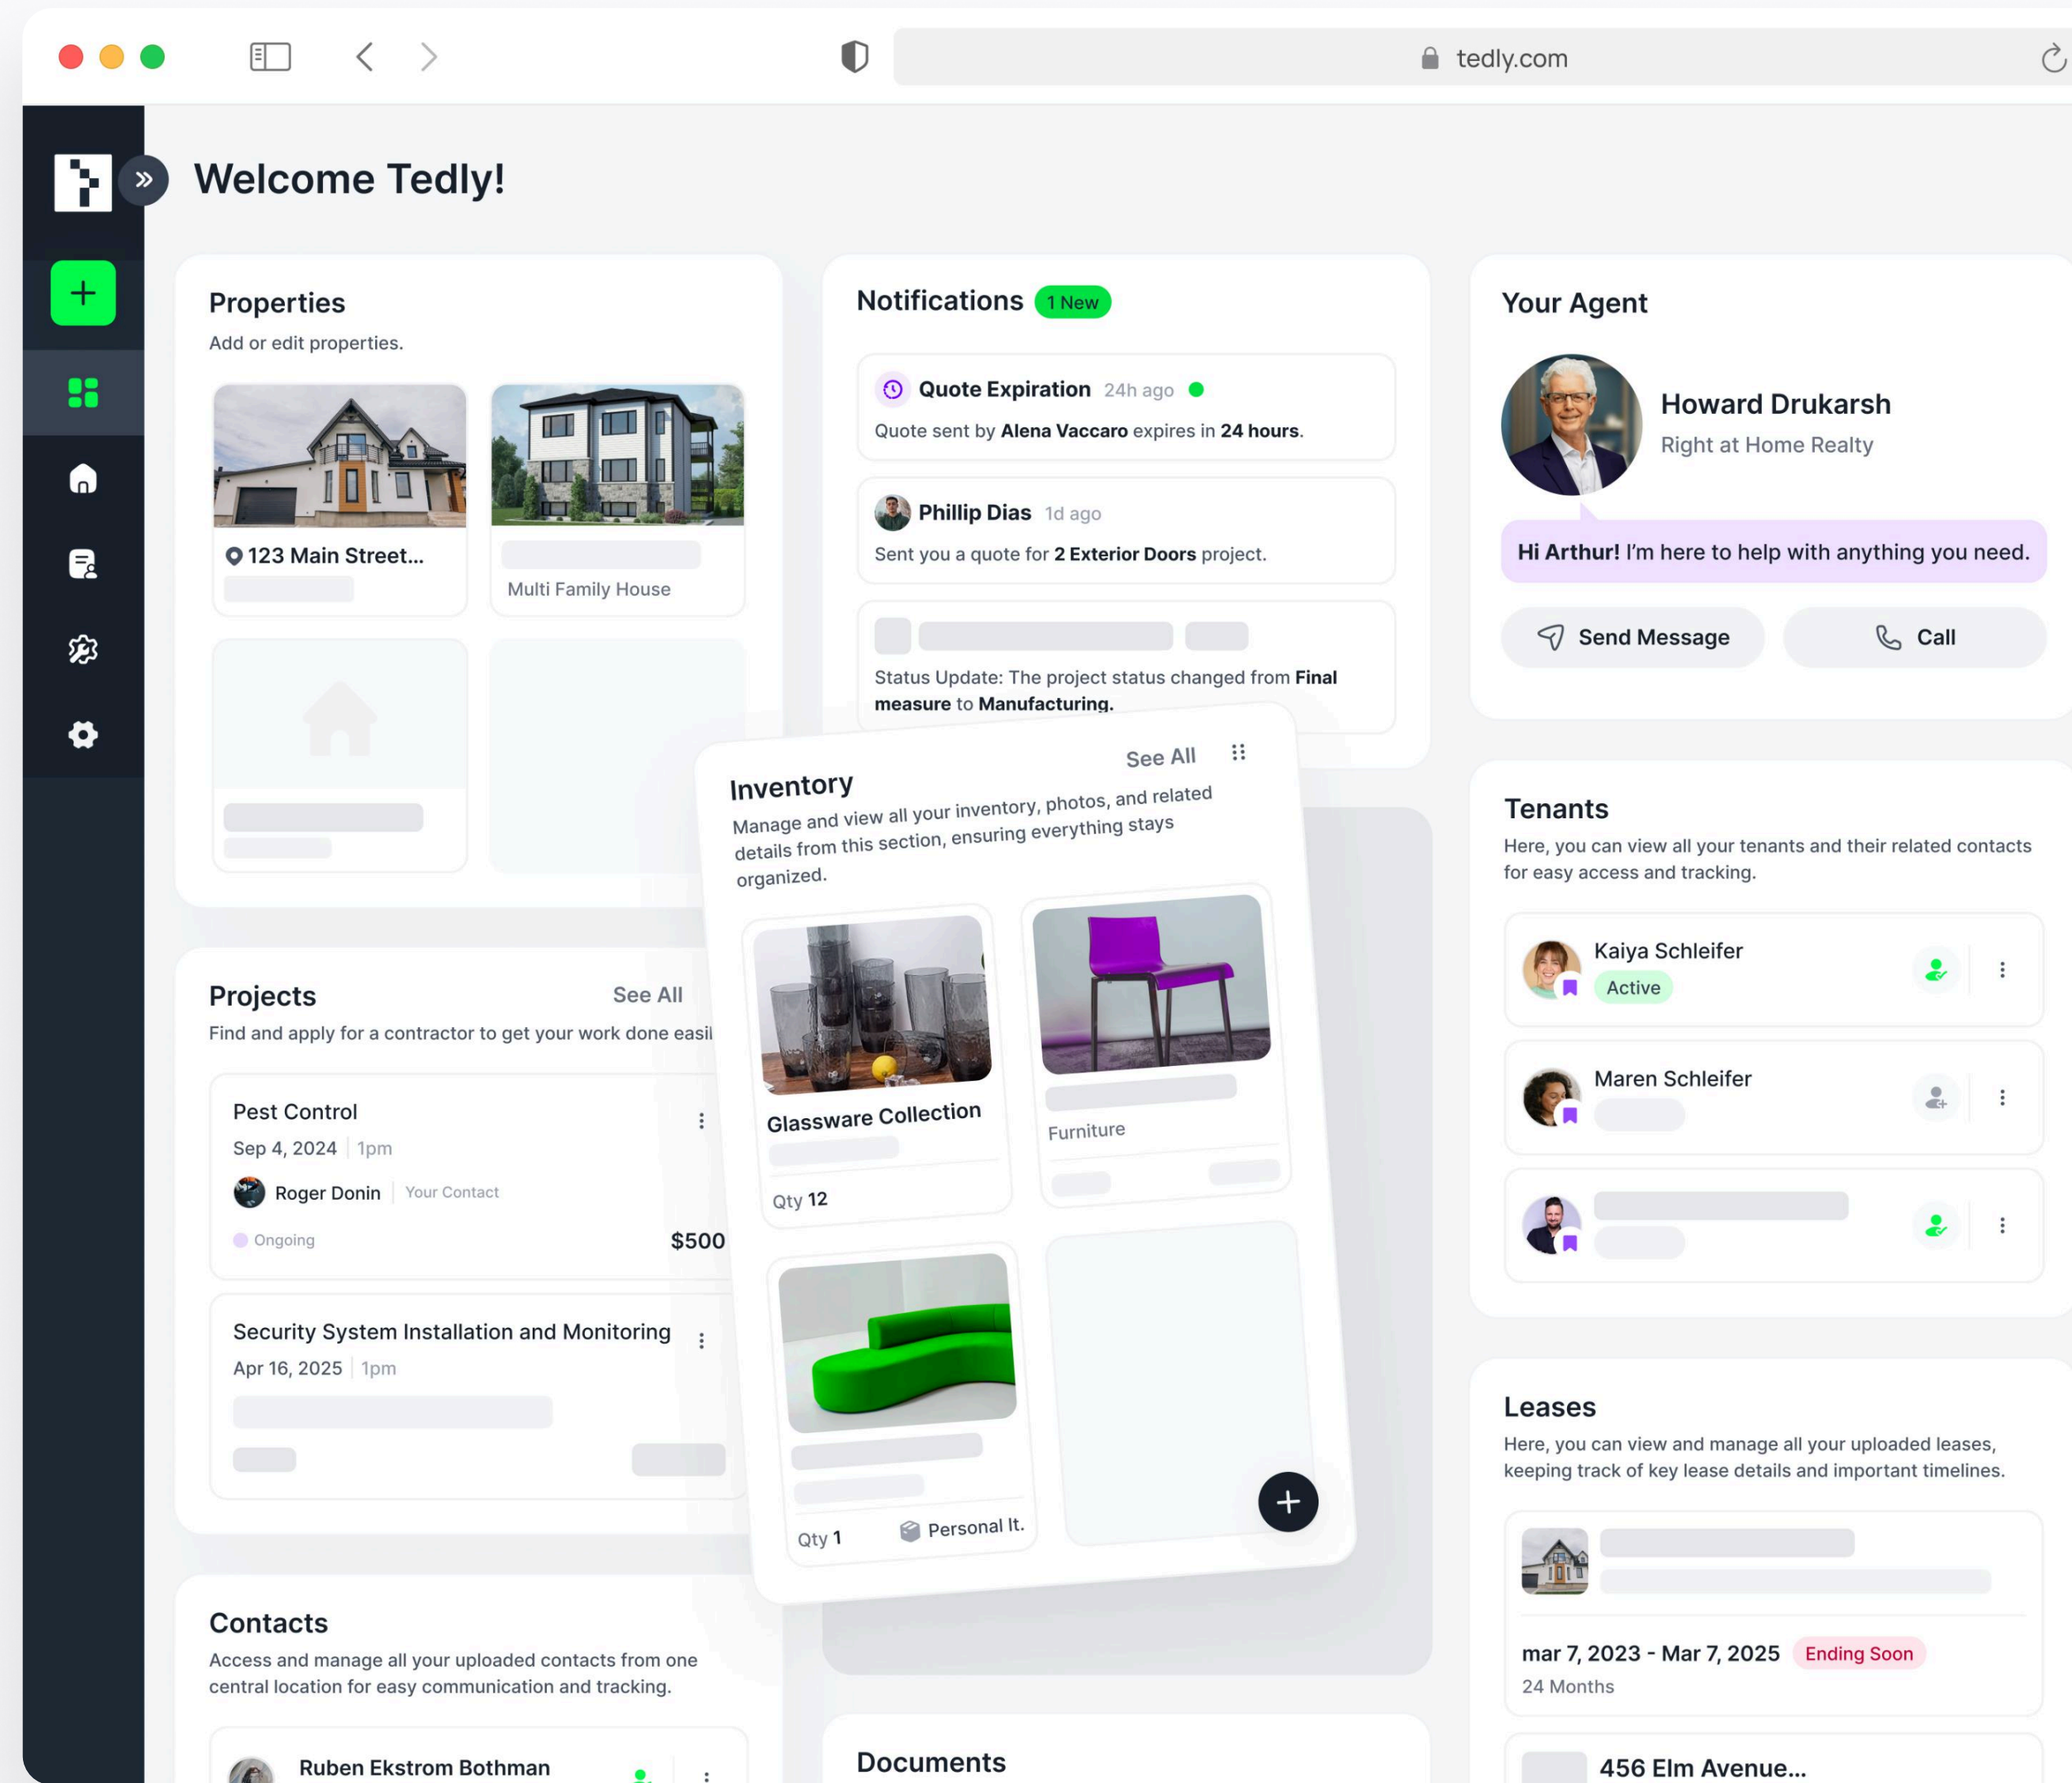 tedly.com
Welcome Tedly!
Properties
Add or edit properties.
123 Main Street...
Multi Family House
Notifications 1 New
Quote Expiration 24h ago
Quote sent by Alena Vaccaro expires in 24 hours.
Phillip Dias 1d ago
Sent you a quote for 2 Exterior Doors project.
Status Update: The project status changed from Final
measure to Manufacturing.
Your Agent
Howard Drukarsh
Right at Home Realty
Hi Arthur! I’m here to help with anything you need.
Send Message
Call
Inventory
See All
Manage and view all your inventory, photos, and related
details from this section, ensuring everything stays
organized.
Glassware Collection
Qty 12
Furniture
Qty 1
Personal It.
Projects
See All
Find and apply for a contractor to get your work done easil
Pest Control
Sep 4, 2024 1pm
Roger Donin Your Contact
Ongoing
$500
Security System Installation and Monitoring
Apr 16, 2025 1pm
Tenants
Here, you can view all your tenants and their related contacts
for easy access and tracking.
Kaiya Schleifer
Active
Maren Schleifer
Leases
Here, you can view and manage all your uploaded leases,
keeping track of key lease details and important timelines.
mar 7, 2023 - Mar 7, 2025 Ending Soon
24 Months
456 Elm Avenue...
Contacts
Access and manage all your uploaded contacts from one
central location for easy communication and tracking.
Ruben Ekstrom Bothman
Documents